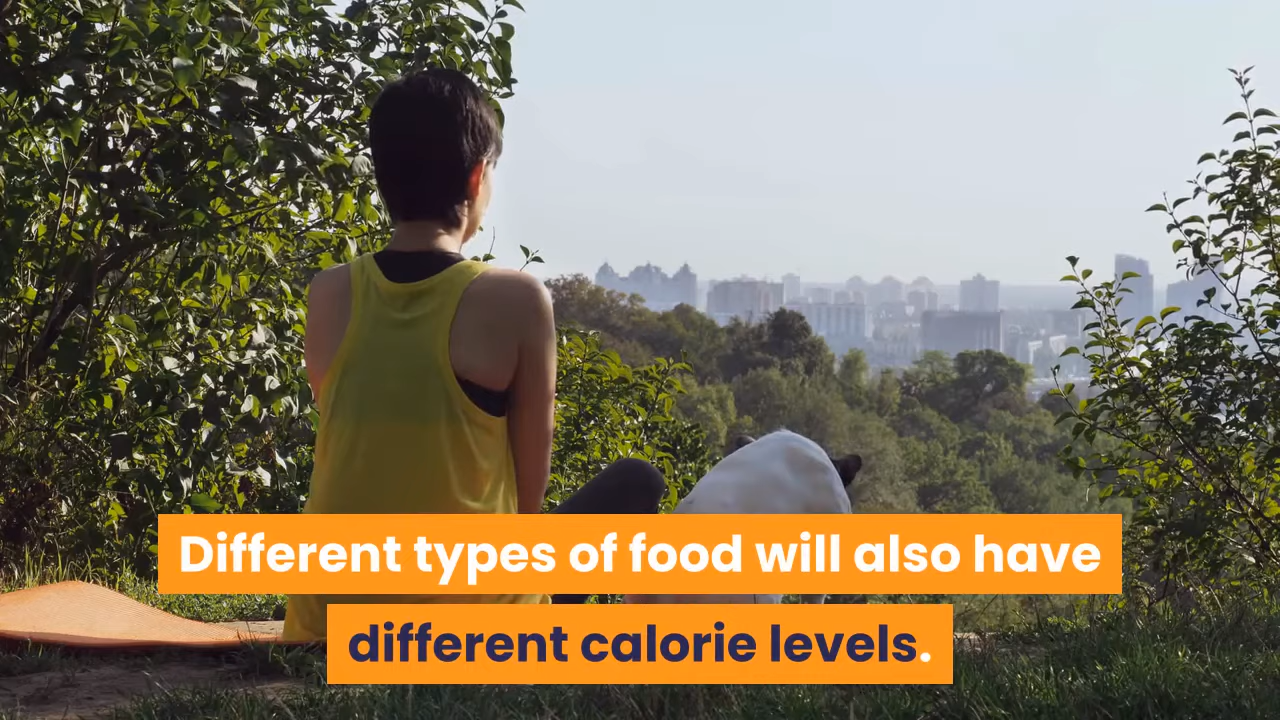 Different types of food will also have
different calorie levels.